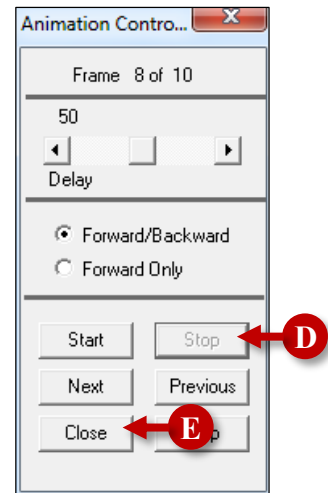 Animation Contro...
Frame 8 of 10
50
Delay
Forward/Backward
Forward Only
Start Stop D
Next Previous
Close E